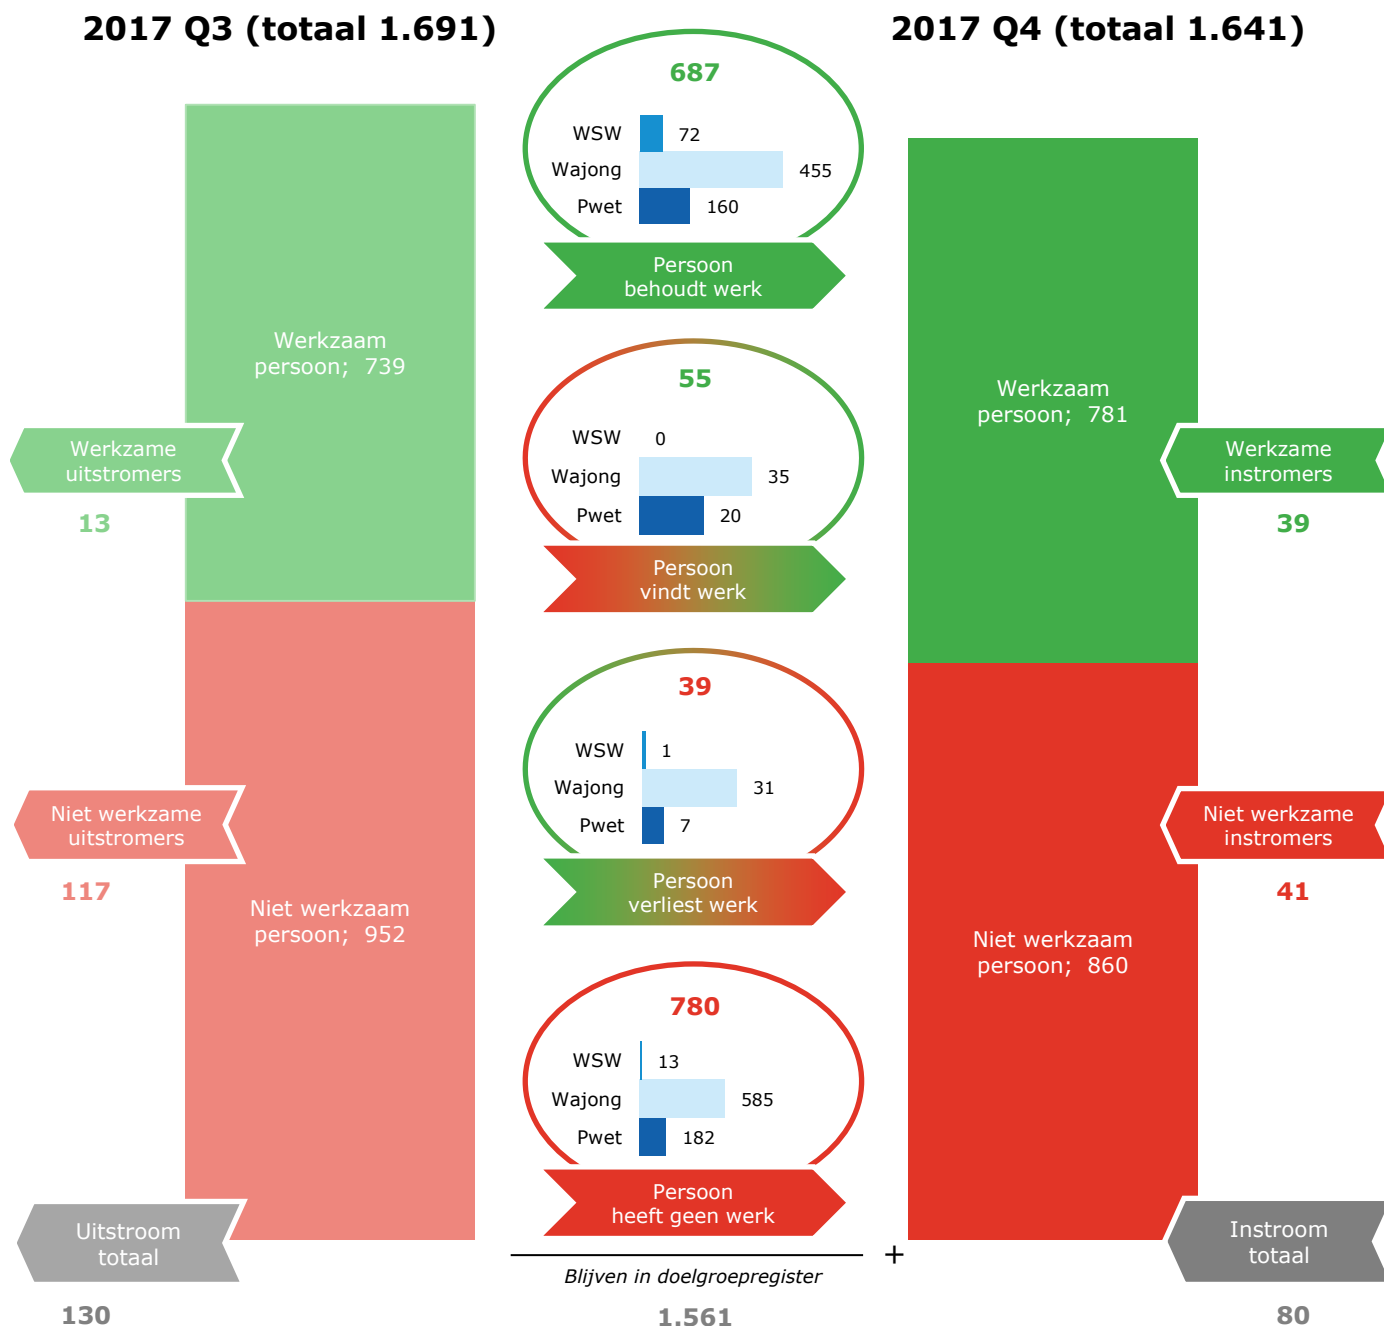 2017 Q3 (totaal 1.691)
2017 Q4 (totaal 1.641)
Werkzaam
persoon; 739
Werkzame
uitstromers
13
Niet werkzame
uitstromers
117
Niet werkzaam
persoon; 952
Uitstroom
totaal
130
687
WSW 72
Wajong 455
Pwet 160
Persoon
behoudt werk
55
WSW 0
Wajong 35
Pwet 20
Persoon
vindt werk
39
WSW 1
Wajong 31
Pwet 7
Persoon
verliest werk
780
WSW 13
Wajong 585
Pwet 182
Persoon
heeft geen werk
+
Blijven in doelgroepregister
1.561
Werkzaam
persoon; 781
Werkzame
instromers
39
Niet werkzame
instromers
41
Niet werkzaam
persoon; 860
Instroom
totaal
80